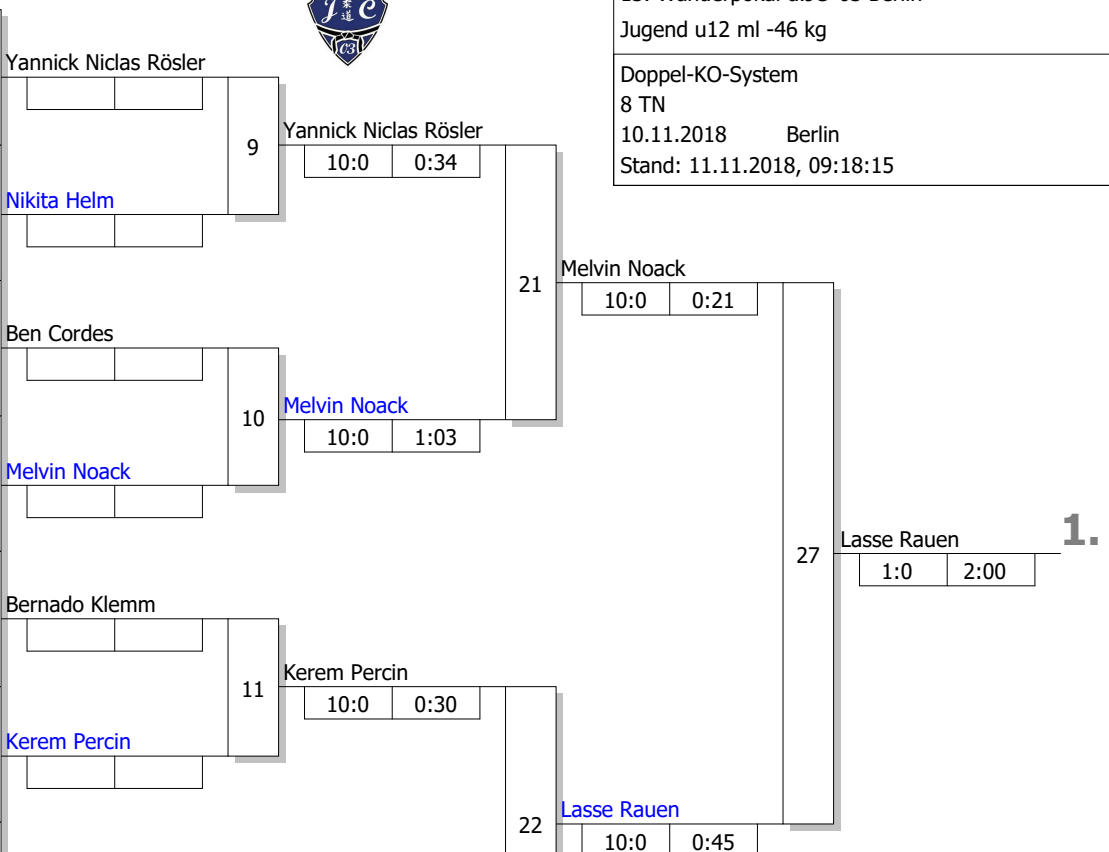 JC
柔
道
03
Jugend u12 ml -46 kg
Doppel-KO-System
8 TN
10.11.2018 Berlin
Stand: 11.11.2018, 09:18:15
Yannick Niclas Rösler
9
Yannick Niclas Rösler
10:0 0:34
Nikita Helm
21
Melvin Noack
10:0 0:21
Ben Cordes
10
Melvin Noack
10:0 1:03
Melvin Noack
27
Lasse Rauen
1.
1:0 2:00
Bernado Klemm
11
Kerem Percin
10:0 0:30
Kerem Percin
22
Lasse Rauen
10:0 0:45